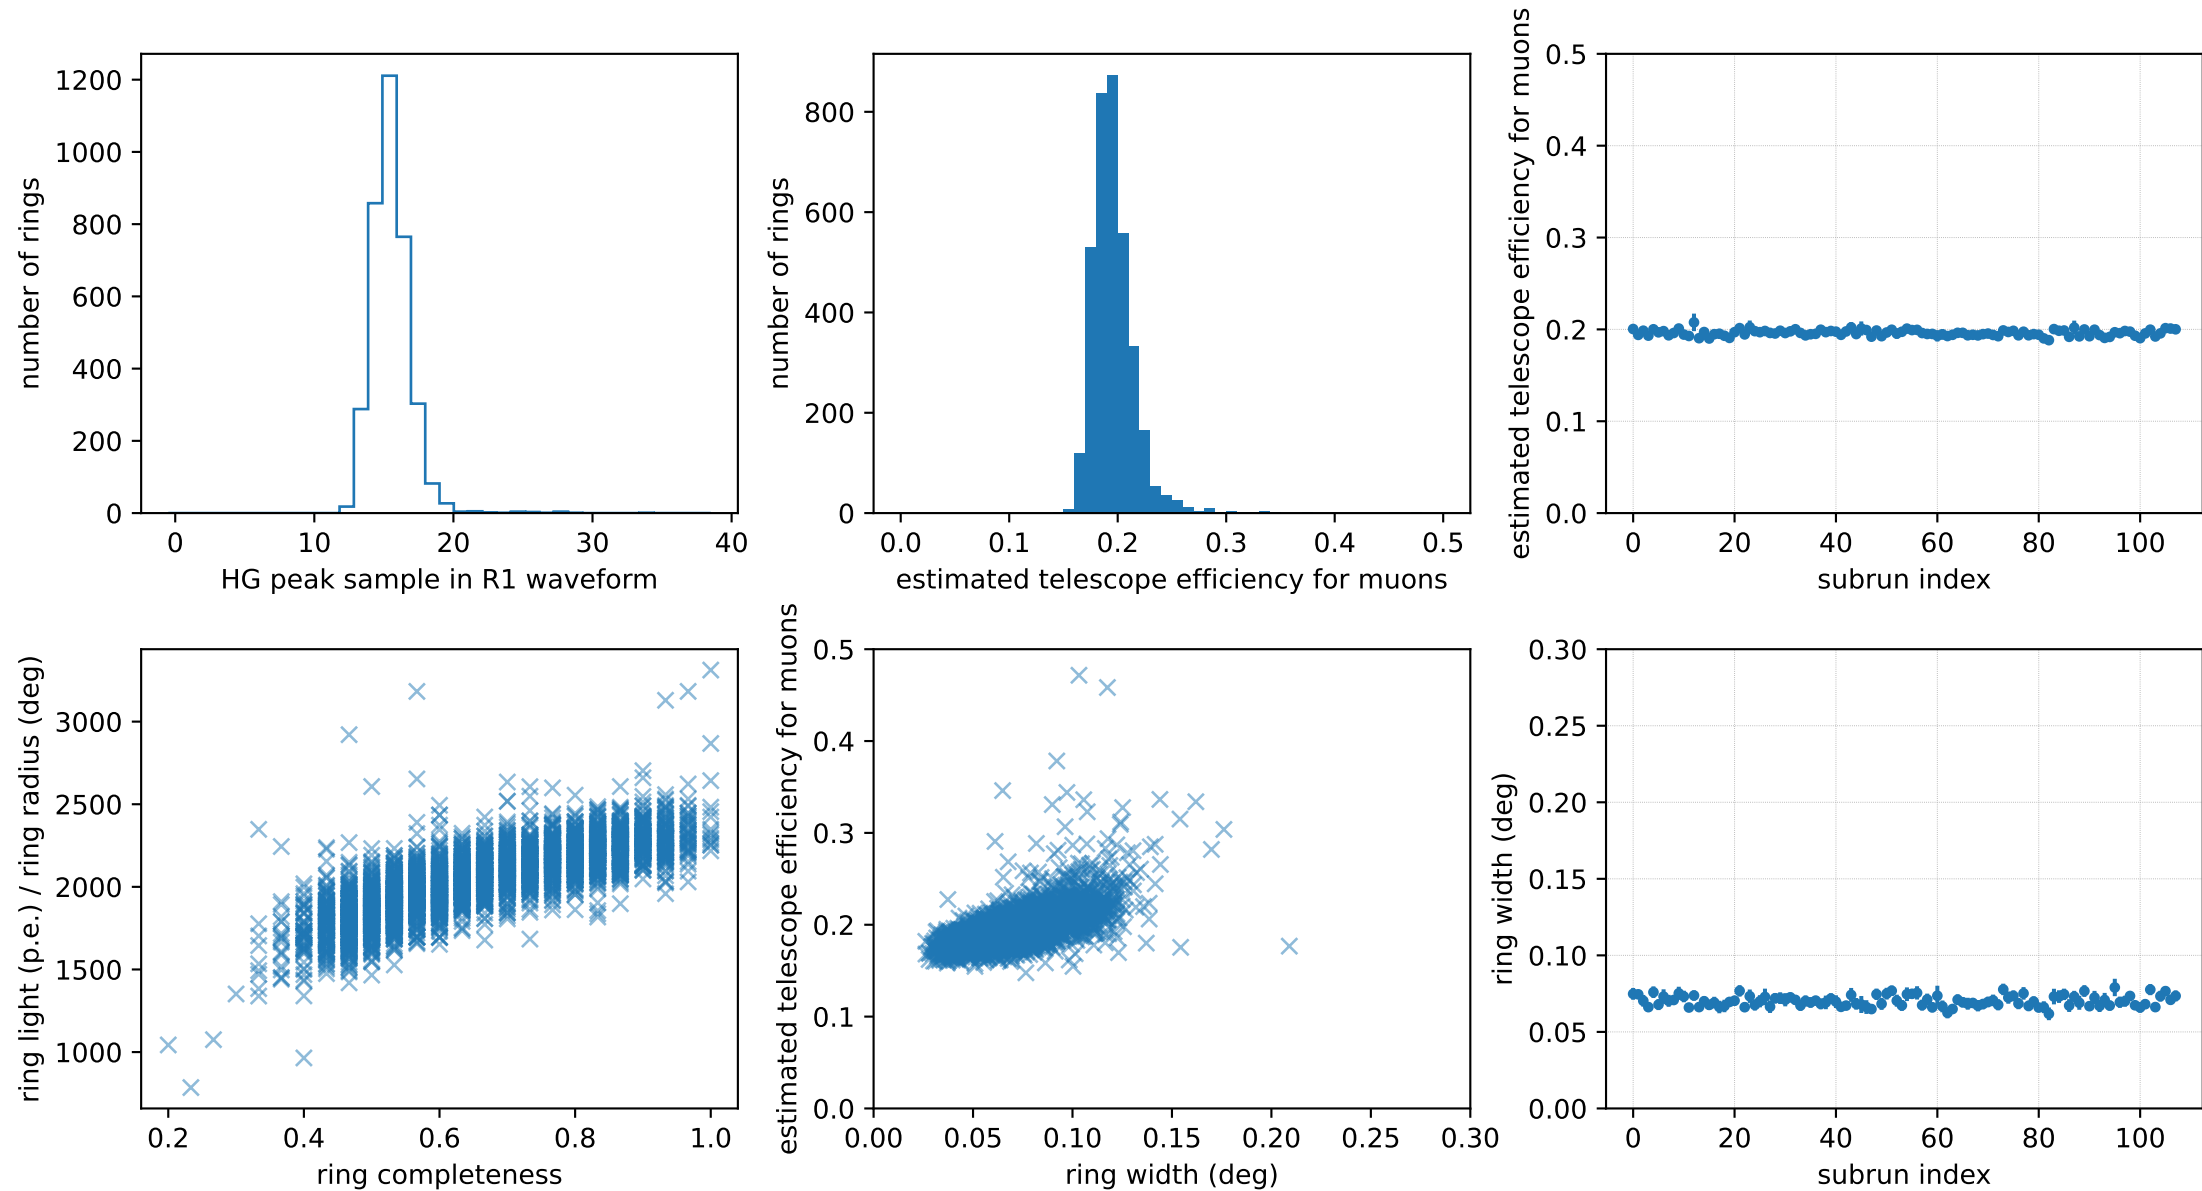 1200
1000
800
600
400
200
0
number of rings
0 10 20 30 40
HG peak sample in R1 waveform
800
600
400
200
0
number of rings
0.0 0.1 0.2 0.3 0.4 0.5
estimated telescope efficiency for muons
0.5
0.4
0.3
0.2
0.1
0.0
estimated telescope efficiency for muons
0 20 40 60 80 100
subrun index
3000
2500
2000
1500
1000
ring light (p.e.) / ring radius (deg)
0.2 0.4 0.6 0.8 1.0
ring completeness
0.5
0.4
0.3
0.2
0.1
0.0
estimated telescope efficiency for muons
0.00 0.05 0.10 0.15 0.20 0.25 0.30
ring width (deg)
0.30
0.25
0.20
0.15
0.10
0.05
0.00
ring width (deg)
0 20 40 60 80 100
subrun index